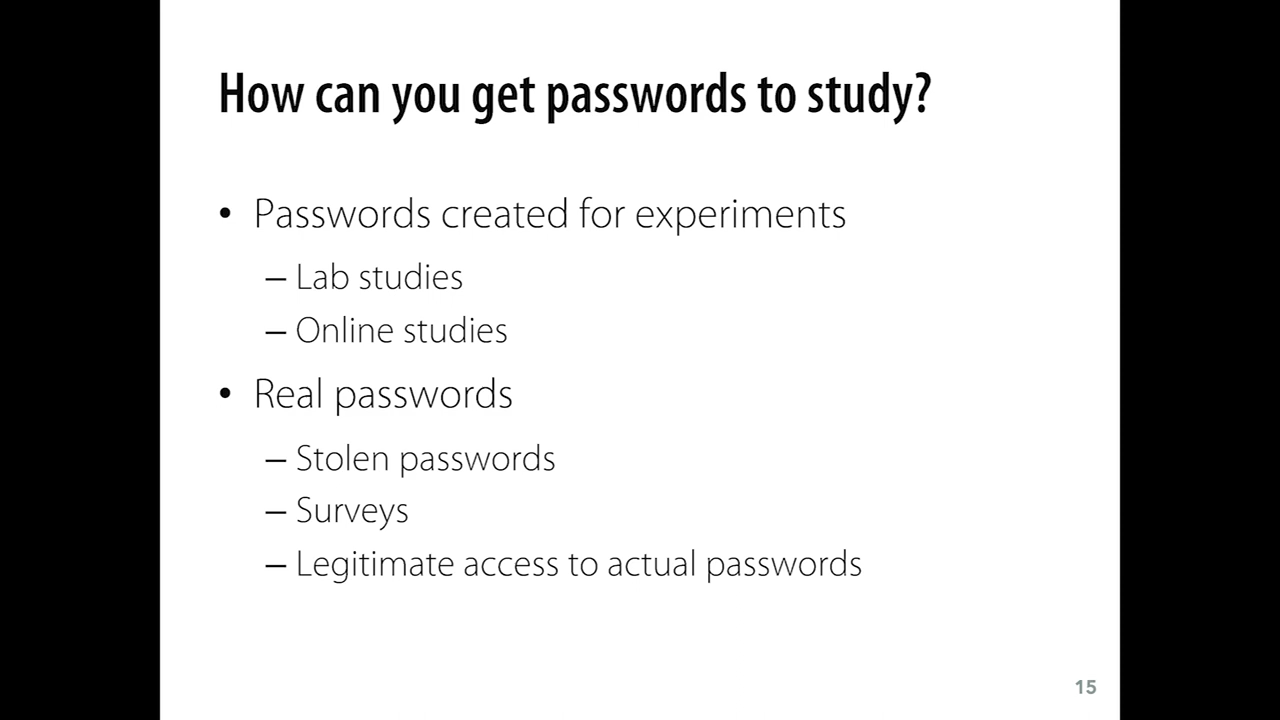 How can you get passwords to study?
• Passwords created for experiments
– Lab studies
– Online studies
• Real passwords
– Stolen passwords
– Surveys
– Legitimate access to actual passwords
15